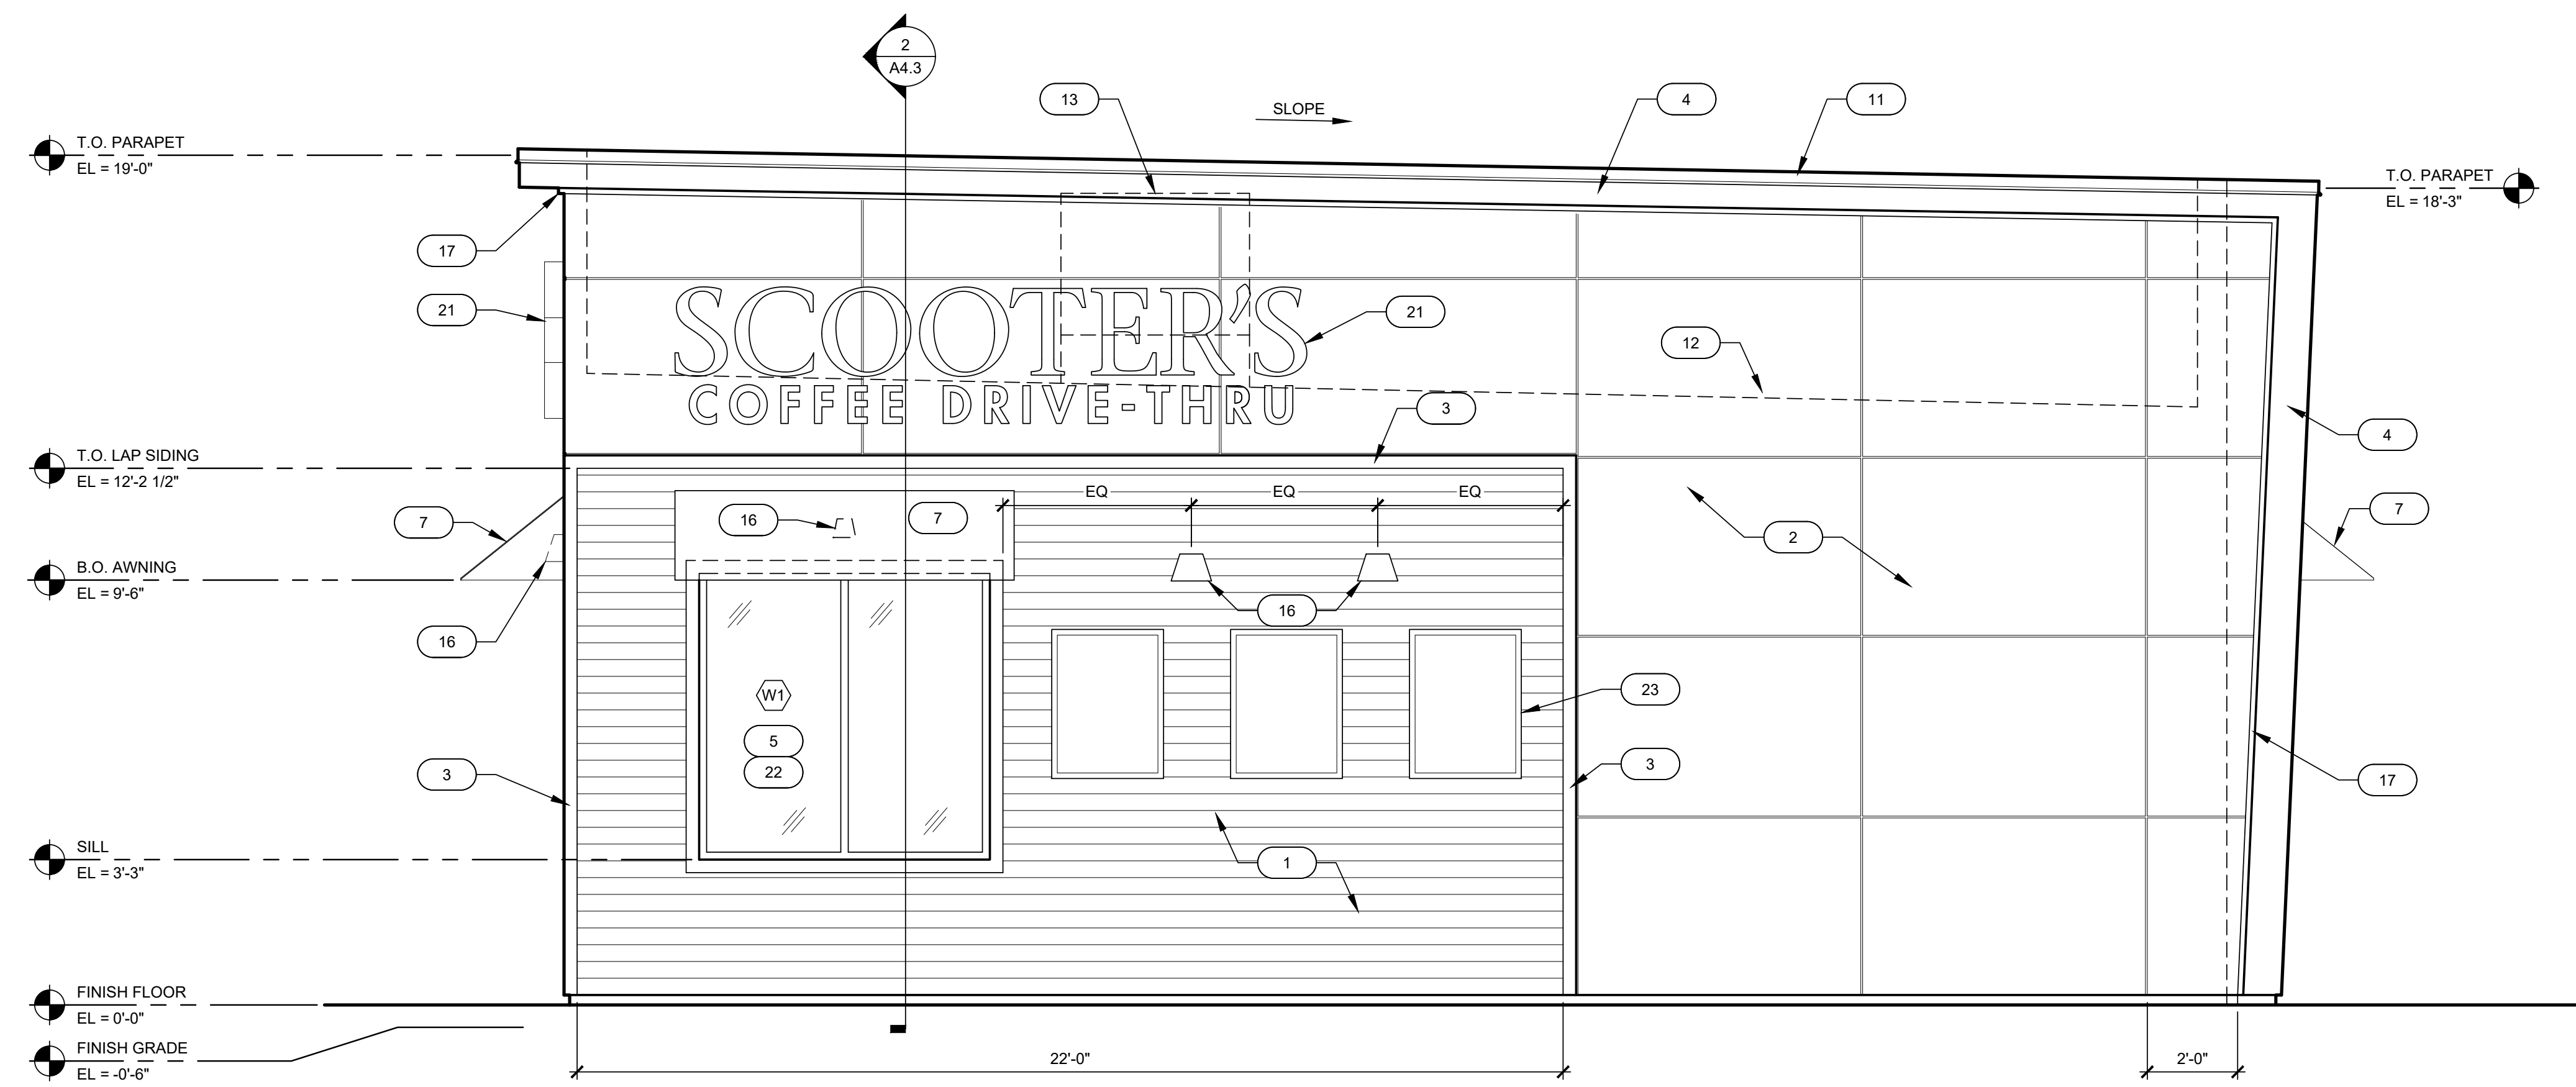 2
A4.3
13
SLOPE
4
11
T.O. PARAPET
EL = 19'-0"
T.O. PARAPET
EL = 18'-3"
17
21
SCOOTER'S
21
12
COFFEE DRIVE-THRU
3
4
T.O. LAP SIDING
EL = 12'-2 1/2"
EQ
EQ
EQ
7
16
7
7
2
B.O. AWNING
EL = 9'-6"
16
16
W1
23
5
22
3
3
17
SILL
EL = 3'-3"
1
FINISH FLOOR
EL = 0'-0"
FINISH GRADE
EL = -0'-6"
22'-0"
2'-0"